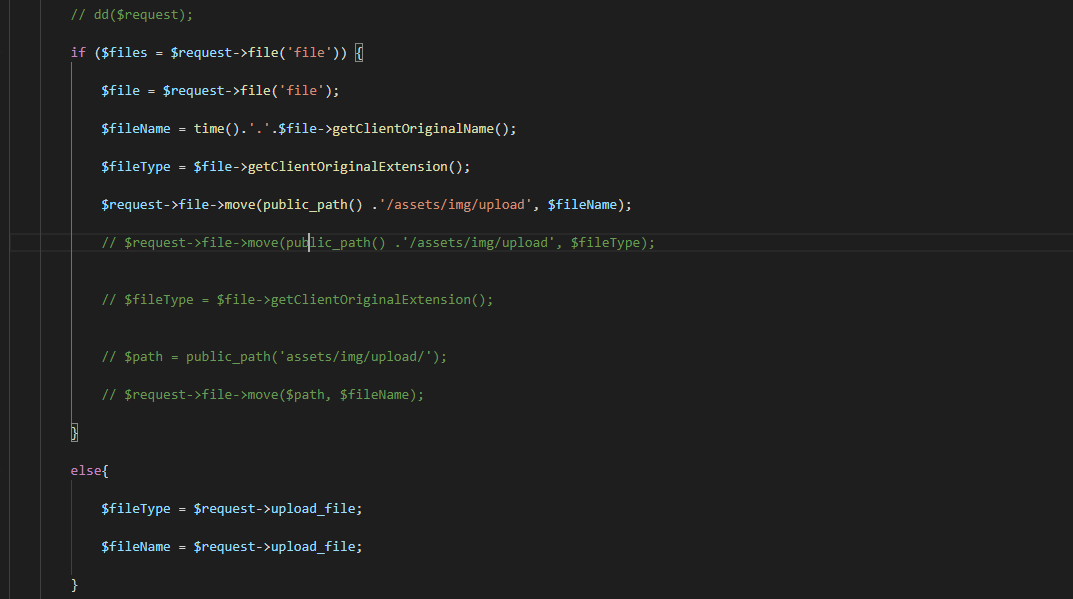 // dd($request);
if ($files = $request->file('file')) {
$file = $request->file('file');
$fileName = time().'.'.$file->getClientOriginalName();
$fileType = $file->getClientOriginalExtension();
$request->file->move(public_path() .'/assets/img/upload', $fileName);
// $request->file->move(public_path() .'/assets/img/upload', $fileType);
// $fileType = $file->getClientOriginalExtension();
// $path = public_path('assets/img/upload/');
// $request->file->move($path, $fileName);
}
else{
$fileType = $request->upload_file;
$fileName = $request->upload_file;
}